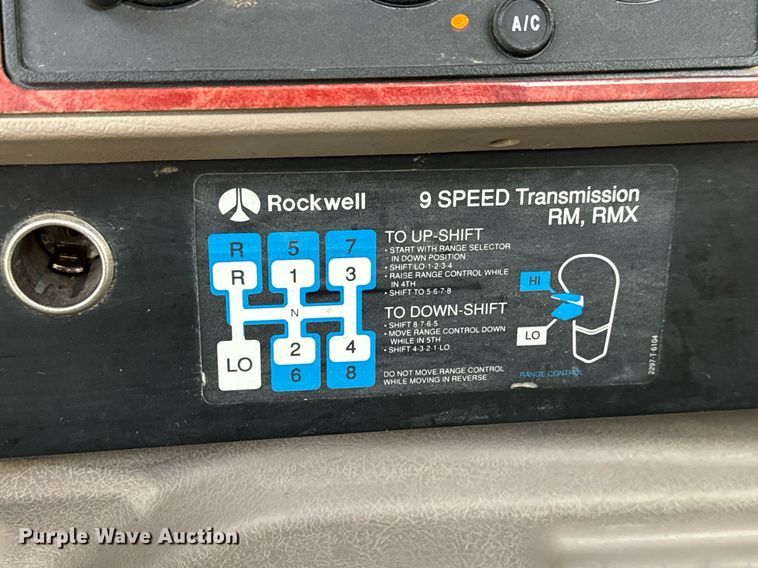 A/C
Rockwell
9 SPEED Transmission
RM, RMX
R 5 7
R 1 3
N
LO 2 4
6 8
TO UP-SHIFT
• START WITH RANGE SELECTOR
IN DOWN POSITION
• SHIFT LO-1-2-3-4
• RAISE RANGE CONTROL WHILE
IN 4TH
• SHIFT TO 5-6-7-8
TO DOWN-SHIFT
• SHIFT 8-7-6-5
• MOVE RANGE CONTROL DOWN
WHILE IN 5TH
• SHIFT 4-3-2-1-LO
DO NOT MOVE RANGE CONTROL
WHILE MOVING IN REVERSE
HI
LO
RANGE CONTROL
2297-T-6104
Purple Wave Auction